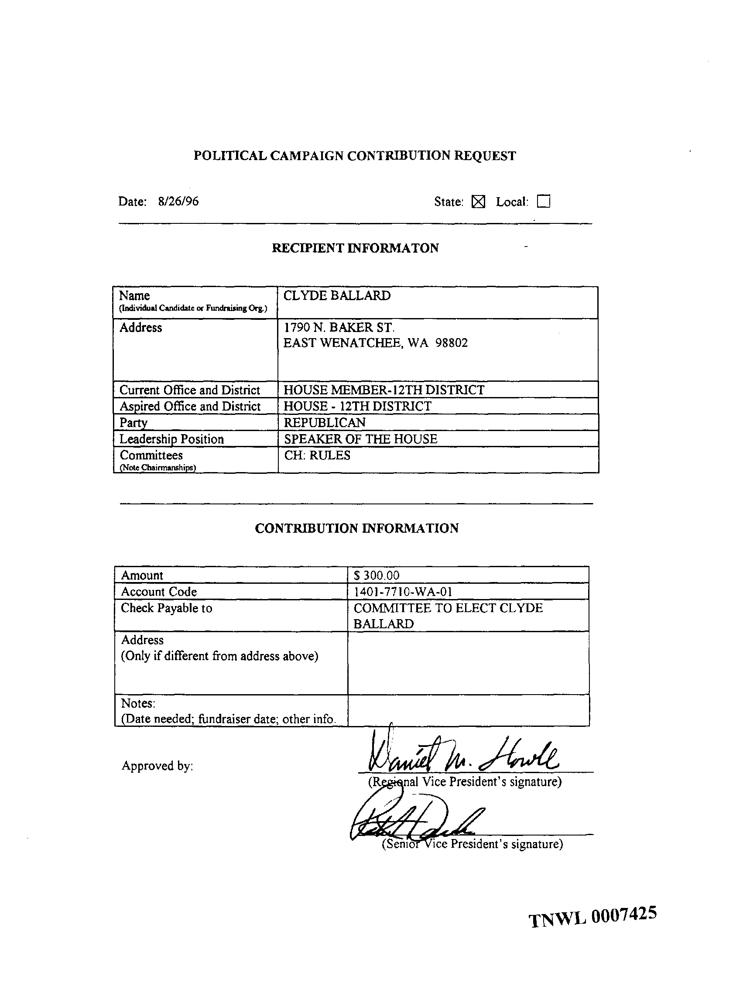 POLITICAL CAMPAIGN CONTRIBUTION REQUEST
Date: 8/26/96 State: ☒ Local: ☐
RECIPIENT INFORMATON
Name CLYDE BALLARD
(Individual Candidate or Fundraising Org.)
Address 1790 N. BAKER ST.
EAST WENATCHEE, WA 98802
Current Office and District HOUSE MEMBER-12TH DISTRICT
Aspired Office and District HOUSE - 12TH DISTRICT
Party REPUBLICAN
Leadership Position SPEAKER OF THE HOUSE
Committees CH: RULES
(Note Chairmanships)
CONTRIBUTION INFORMATION
Amount $ 300.00
Account Code 1401-7710-WA-01
Check Payable to COMMITTEE TO ELECT CLYDE
BALLARD
Address
(Only if different from address above)
Notes:
(Date needed; fundraiser date; other info.
Daniel M. Howle
Approved by:
(Regional Vice President's signature)
(Senior Vice President's signature)
TNWL 0007425